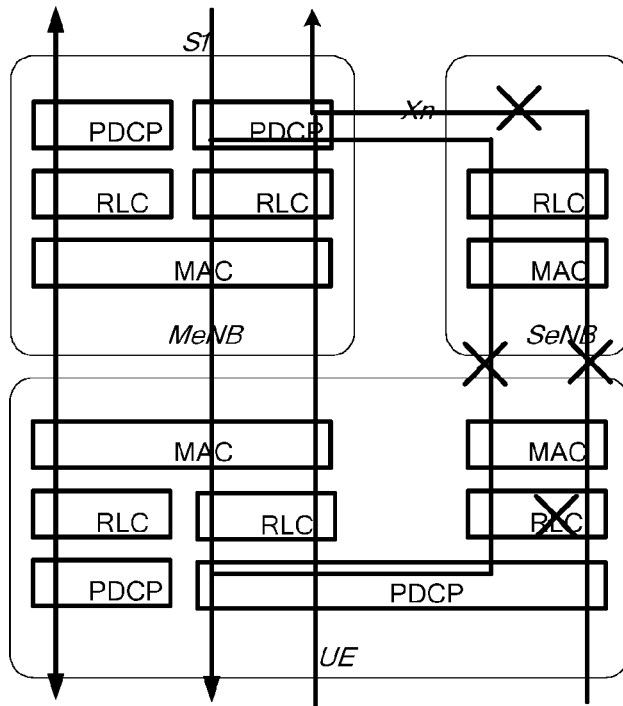 S1
Xn
PDCP PDCP
RLC RLC RLC
MAC MAC
MeNB SeNB
MAC MAC
RLC RLC RLC
PDCP PDCP
UE